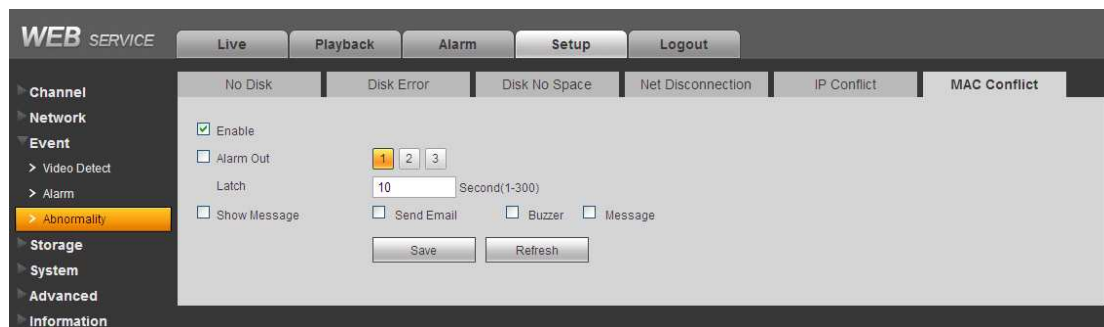 WEB SERVICE
Live Playback Alarm Setup Logout
No Disk Disk Error Disk No Space Net Disconnection IP Conflict MAC Conflict
Channel
Network
Event
> Video Detect
> Alarm
> Abnormality
Storage
System
Advanced
Information
Enable
Alarm Out 1 2 3
Latch 10 Second(1-300)
Show Message Send Email Buzzer Message
Save Refresh